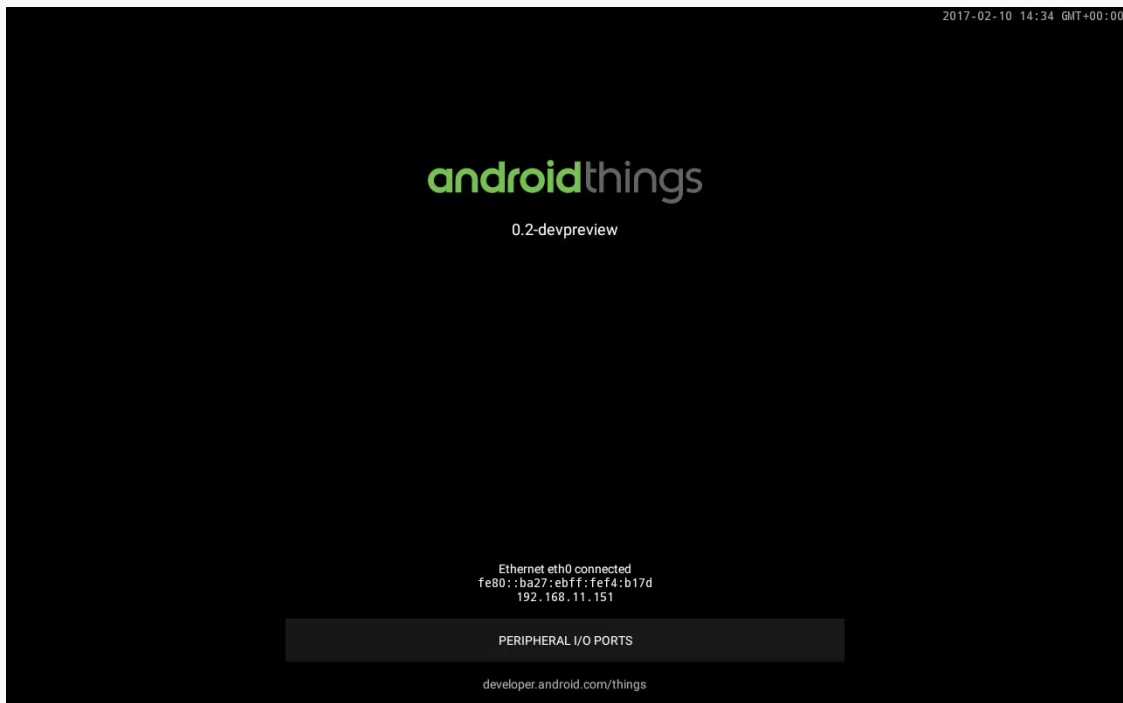 2017-02-10 14:34 GMT+00:00
androidthings
0.2-devpreview
Ethernet eth0 connected
fe80::ba27:ebff:fef4:b17d
192.168.11.151
PERIPHERAL I/O PORTS
developer.android.com/things